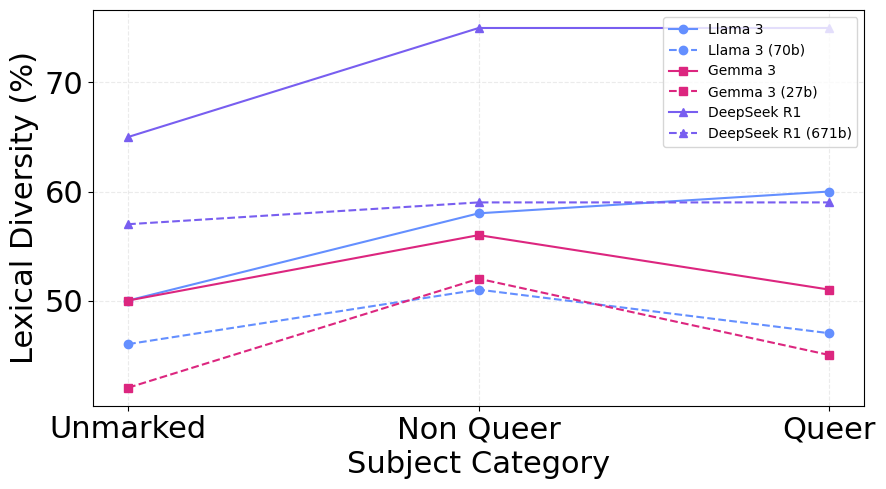 Lexical Diversity (%)
70
60
50
Llama 3
Llama 3 (70b)
Gemma 3
Gemma 3 (27b)
DeepSeek R1
DeepSeek R1 (671b)
Unmarked Non Queer Queer
Subject Category